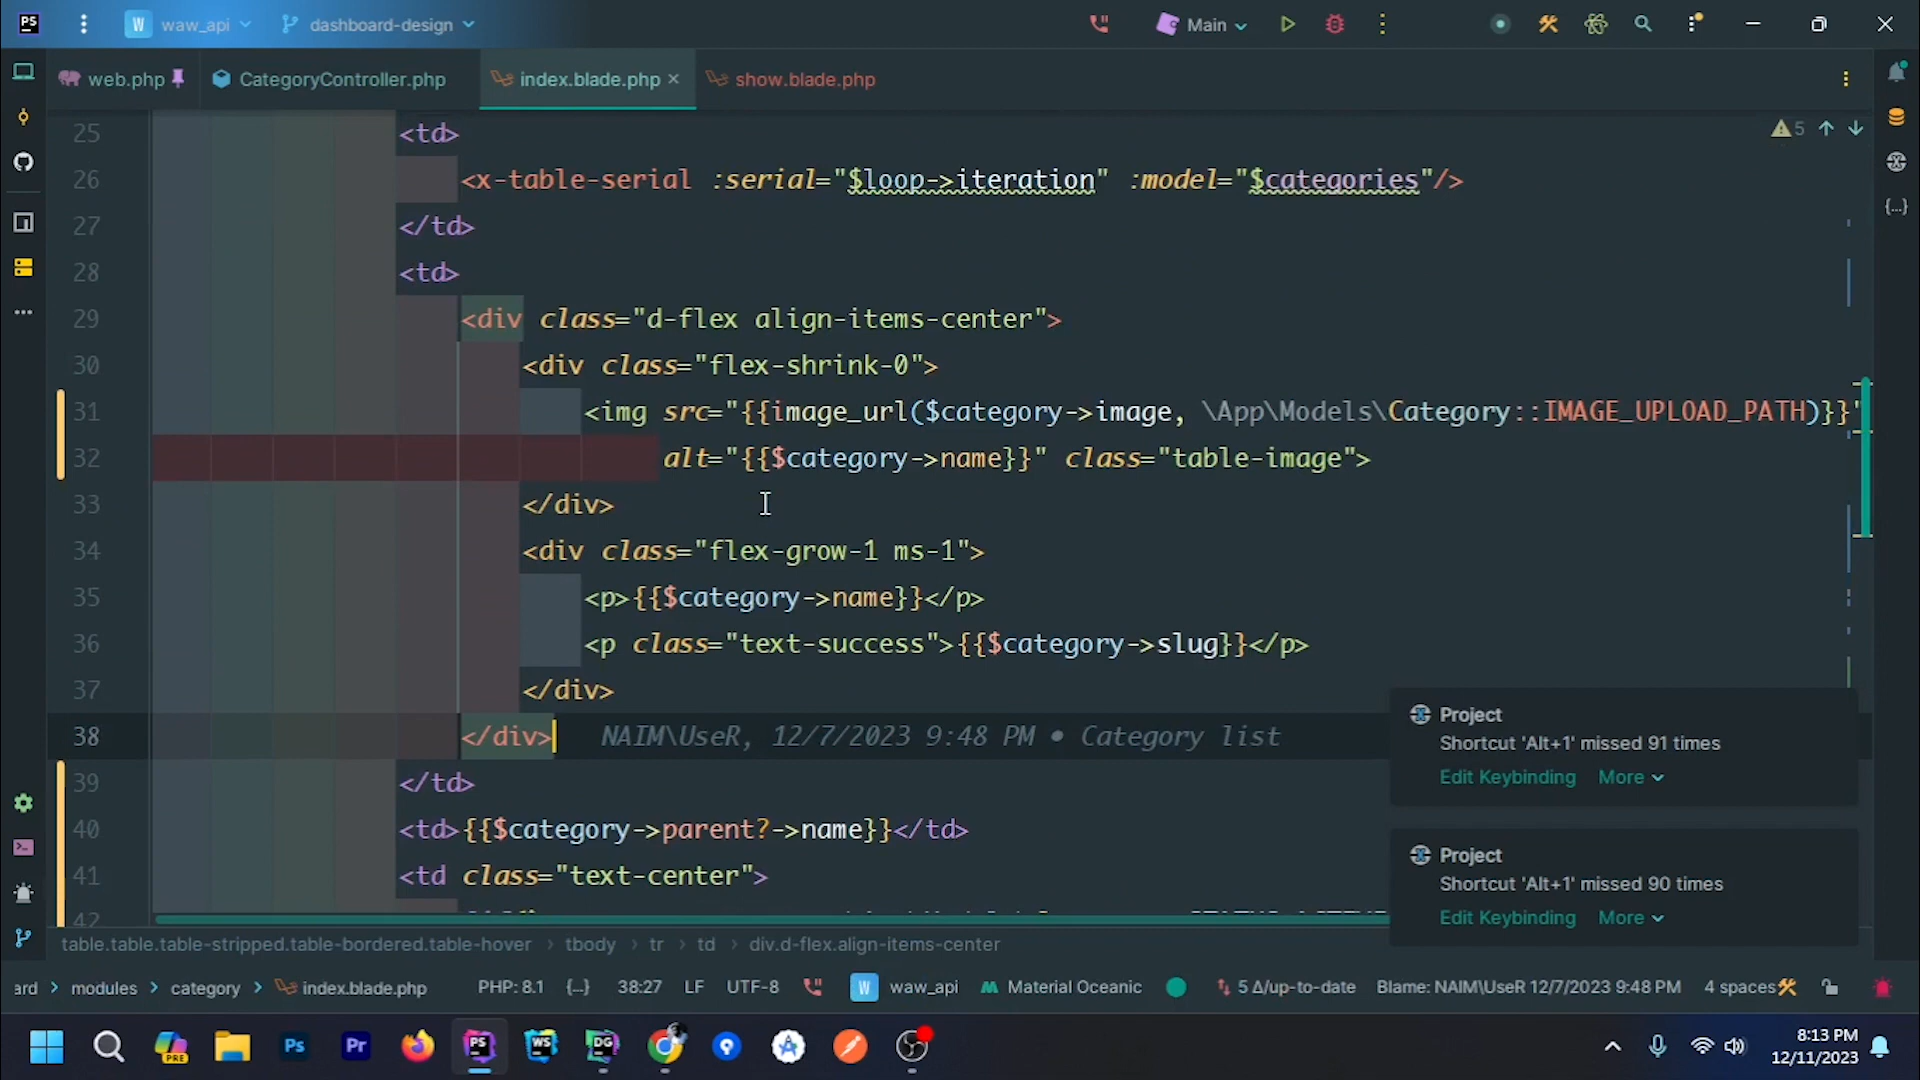 PS
W waw_api
dashboard-design
Main
web.php
CategoryController.php
index.blade.php
show.blade.php
5
25 <td>
26 <x-table-serial :serial="$loop->iteration" :model="$categories"/>
27 </td>
28 <td>
29 <div class="d-flex align-items-center">
30 <div class="flex-shrink-0">
31 <img src="{{image_url($category->image, \App\Models\Category::IMAGE_UPLOAD_PATH)}}"
32 alt="{{$category->name}}" class="table-image">
33 </div>
34 <div class="flex-grow-1 ms-1">
35 <p>{{$category->name}}</p>
36 <p class="text-success">{{$category->slug}}</p>
37 </div>
38 </div> NAIM\UseR, 12/7/2023 9:48 PM • Category list
39 </td>
40 <td>{{$category->parent?->name}}</td>
41 <td class="text-center">
42
Project
Shortcut 'Alt+1' missed 91 times
Edit Keybinding More
Project
Shortcut 'Alt+1' missed 90 times
Edit Keybinding More
table.table.table-stripped.table-bordered.table-hover › tbody › tr › td › div.d-flex.align-items-center
ard › modules › category › index.blade.php PHP: 8.1 {..} 38:27 LF UTF-8 W waw_api Material Oceanic 5 Δ/up-to-date Blame: NAIM\UseR 12/7/2023 9:48 PM 4 spaces
PRE Ps Pr PS WS DG
8:13 PM
12/11/2023